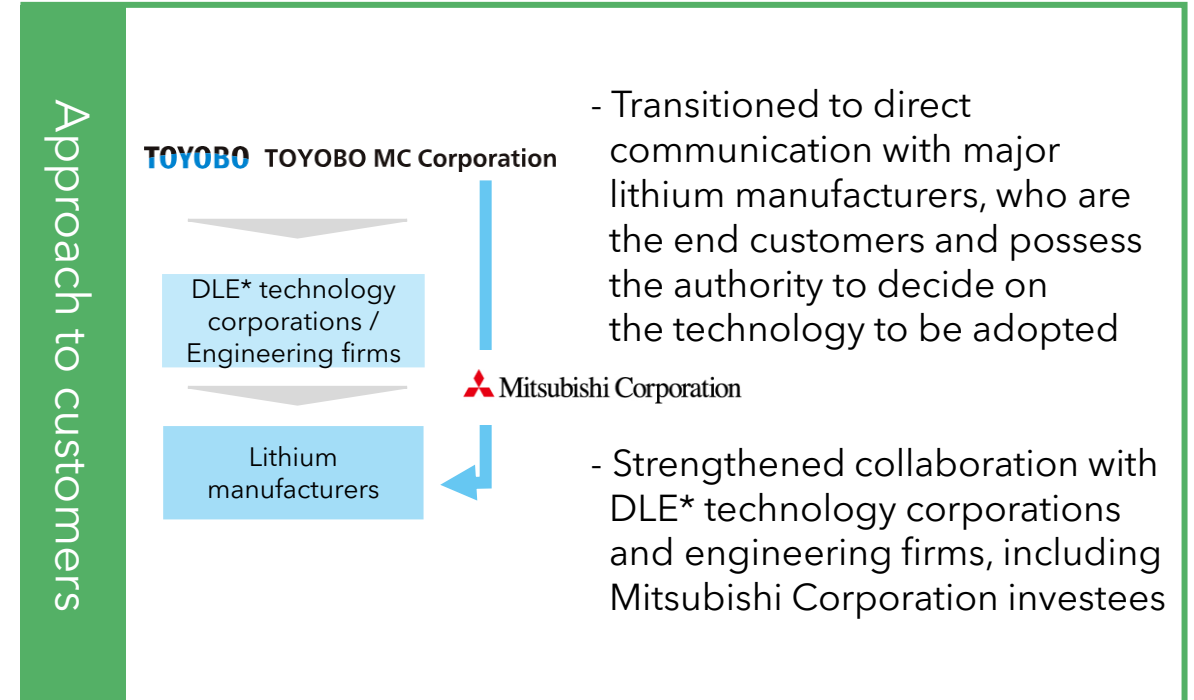 Approach to customers
TOYOBO TOYOBO MC Corporation
DLE* technology
corporations /
Engineering firms
Mitsubishi Corporation
Lithium
manufacturers
- Transitioned to direct
communication with major
lithium manufacturers, who are
the end customers and possess
the authority to decide on
the technology to be adopted
- Strengthened collaboration with
DLE* technology corporations
and engineering firms, including
Mitsubishi Corporation investees